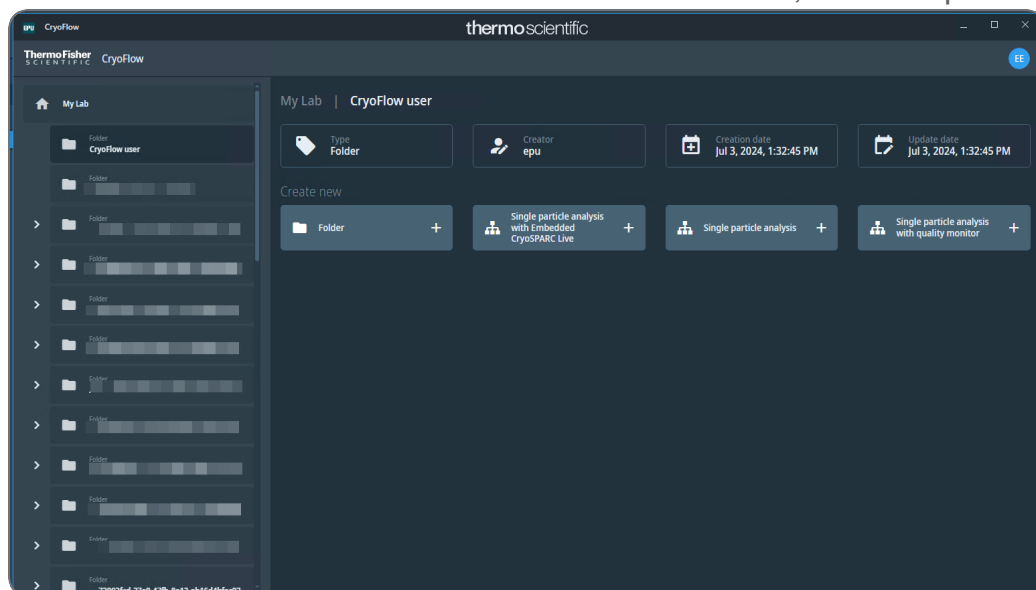 EPU CryoFlow
thermoscientific
ThermoFisher
SCIENTIFIC
CryoFlow
EE
My Lab
Folder
CryoFlow user
Folder
Folder
Folder
Folder
Folder
Folder
Folder
Folder
Folder
Folder
Folder
My Lab | CryoFlow user
Type
Folder
Creator
epu
Creation date
Jul 3, 2024, 1:32:45 PM
Update date
Jul 3, 2024, 1:32:45 PM
Create new
Folder +
Single particle analysis
with Embedded
CryoSPARC Live
+
Single particle analysis +
Single particle analysis
with quality monitor
+